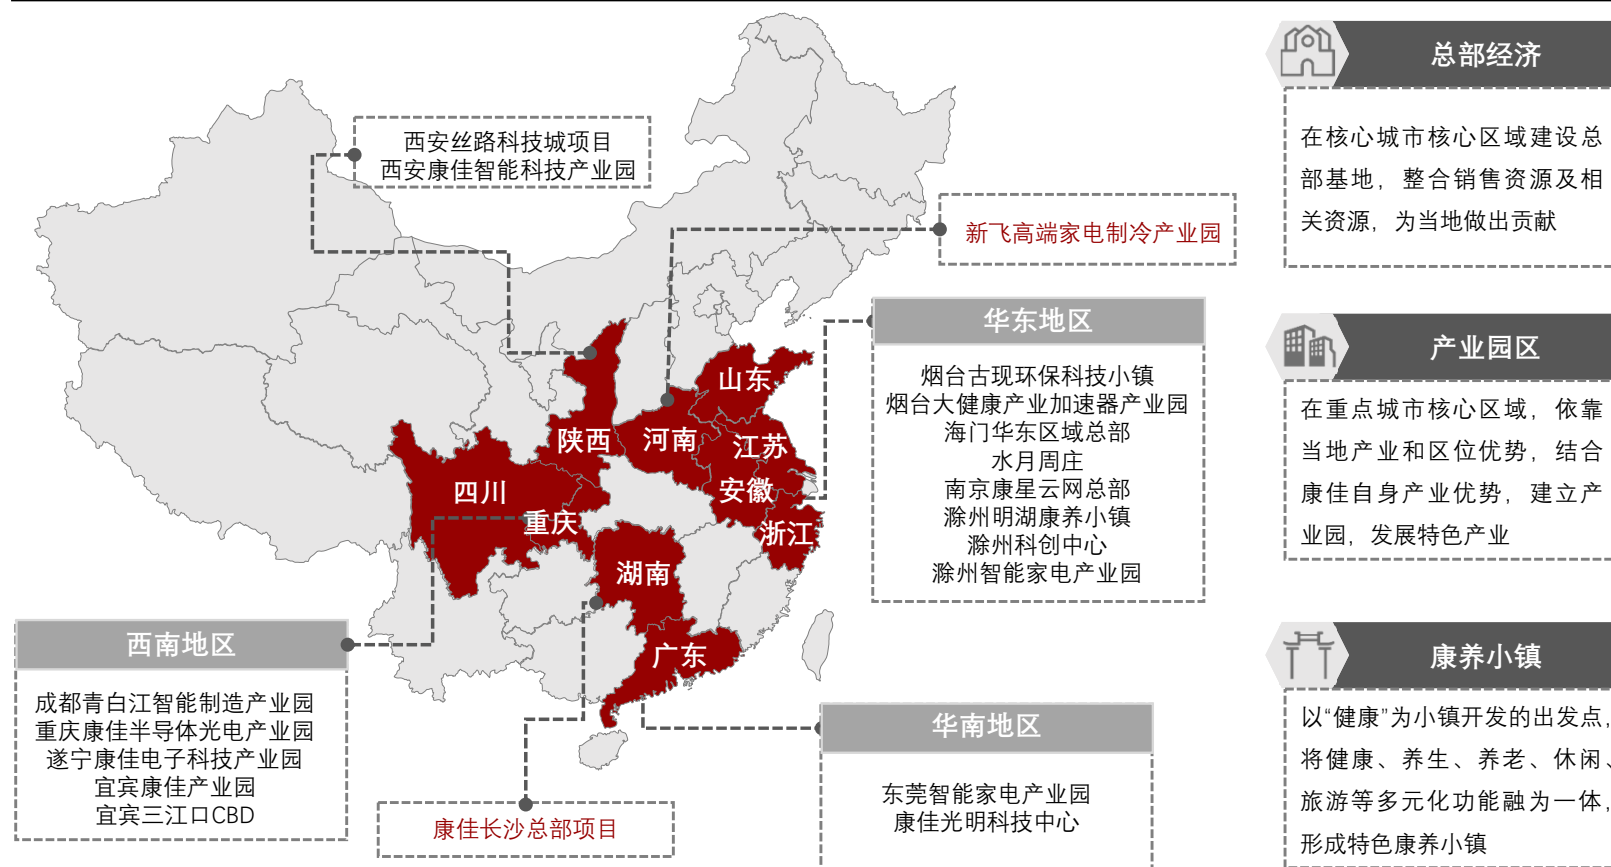 西安丝路科技城项目
西安康佳智能科技产业园
新飞高端家电制冷产业园
华东地区
烟台古现环保科技小镇
烟台大健康产业加速器产业园
海门华东区域总部
水月周庄
南京康星云网总部
滁州明湖康养小镇
滁州科创中心
滁州智能家电产业园
山东
陕西
河南
江苏
安徽
四川
重庆
浙江
湖南
广东
西南地区
成都青白江智能制造产业园
重庆康佳半导体光电产业园
遂宁康佳电子科技产业园
宜宾康佳产业园
宜宾三江口CBD
康佳长沙总部项目
华南地区
东莞智能家电产业园
康佳光明科技中心
总部经济
在核心城市核心区域建设总
部基地，整合销售资源及相
关资源，为当地做出贡献
产业园区
在重点城市核心区域，依靠
当地产业和区位优势，结合
康佳自身产业优势，建立产
业园，发展特色产业
康养小镇
以“健康”为小镇开发的出发点，
将健康、养生、养老、休闲、
旅游等多元化功能融为一体，
形成特色康养小镇